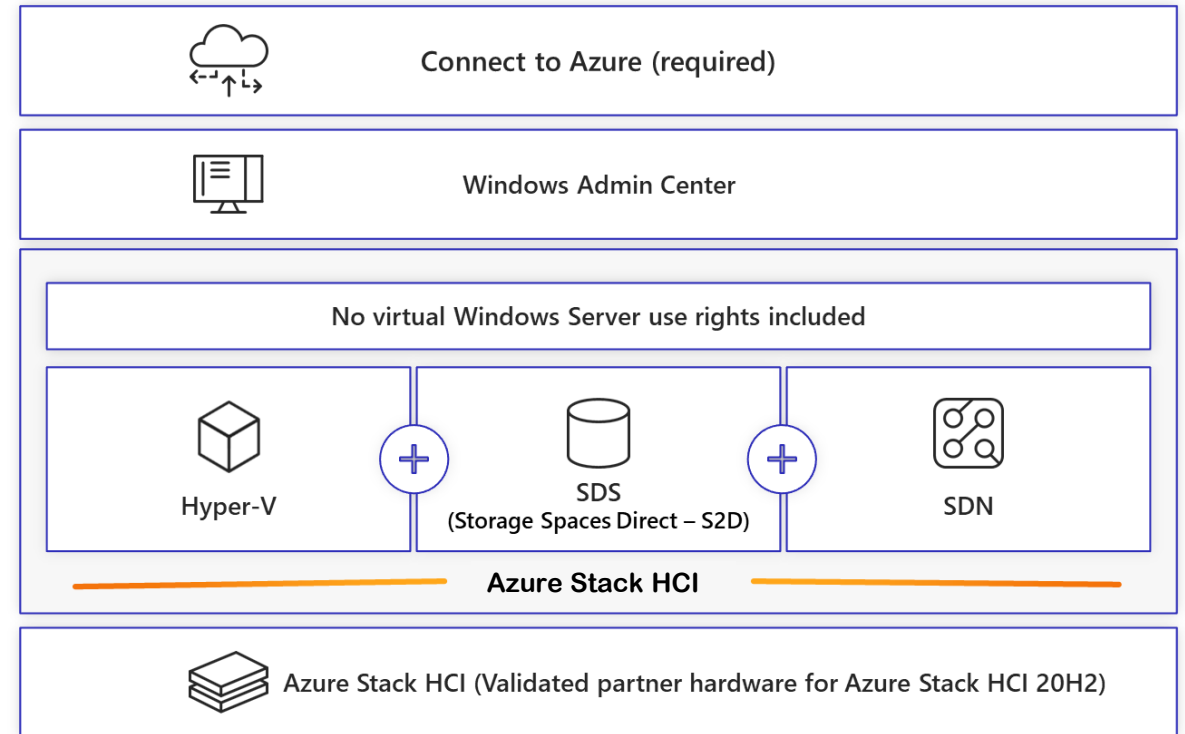 Connect to Azure (required)
Windows Admin Center
No virtual Windows Server use rights included
Hyper-V
SDS
(Storage Spaces Direct – S2D)
SDN
Azure Stack HCI
Azure Stack HCI (Validated partner hardware for Azure Stack HCI 20H2)